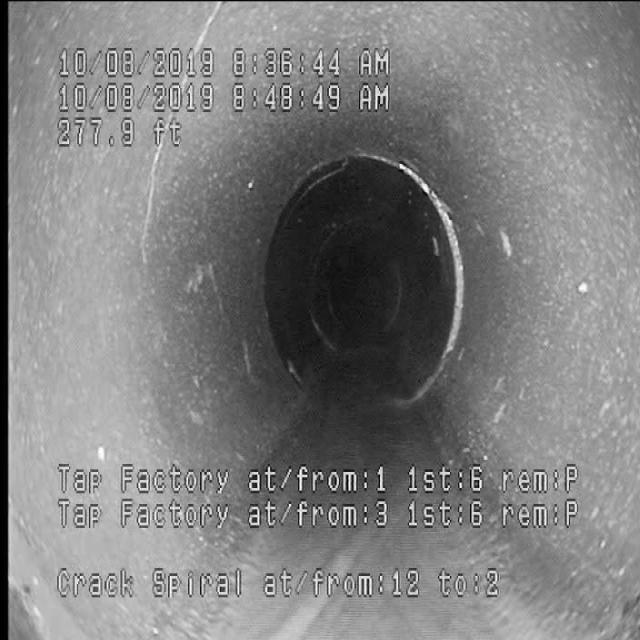 10/08/2019 8:36:44 AM
10/08/2019 8:48:49 AM
277.9 ft
Tap Factory at/from:1 1st:6 rem:P
Tap Factory at/from:3 1st:6 rem:P
Crack Spiral at/from:12 to:2